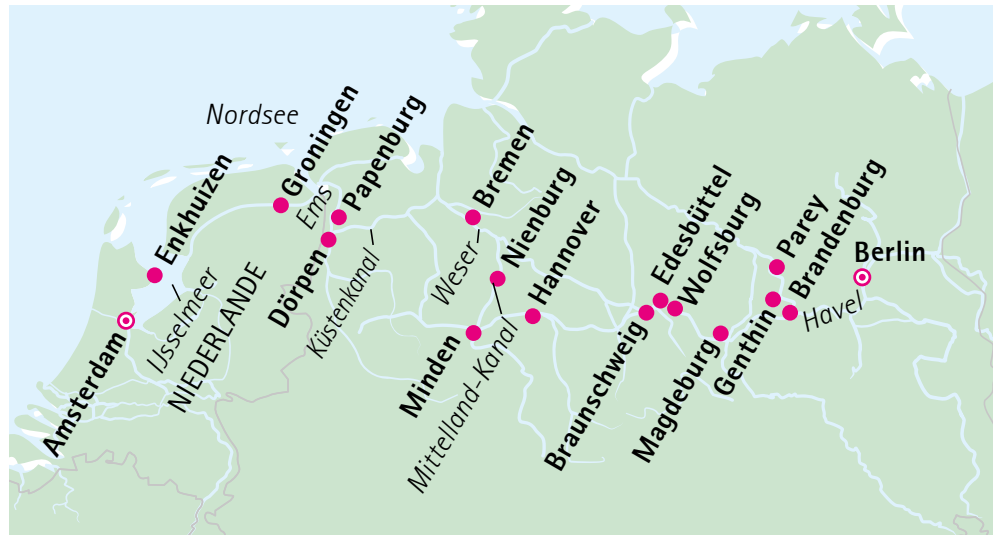 Nordsee
Enkhuizen
Groningen
Ems
Papenburg
Bremen
Nienburg
Hannover
Edesbüttel
Wolfsburg
Parey
Brandenburg
Berlin
Amsterdam
IJsselmeer
NIEDERLANDE
Dörpen
Küstenkanal
Weser
Minden
Mittelland-Kanal
Braunschweig
Magdeburg
Genthin
Havel